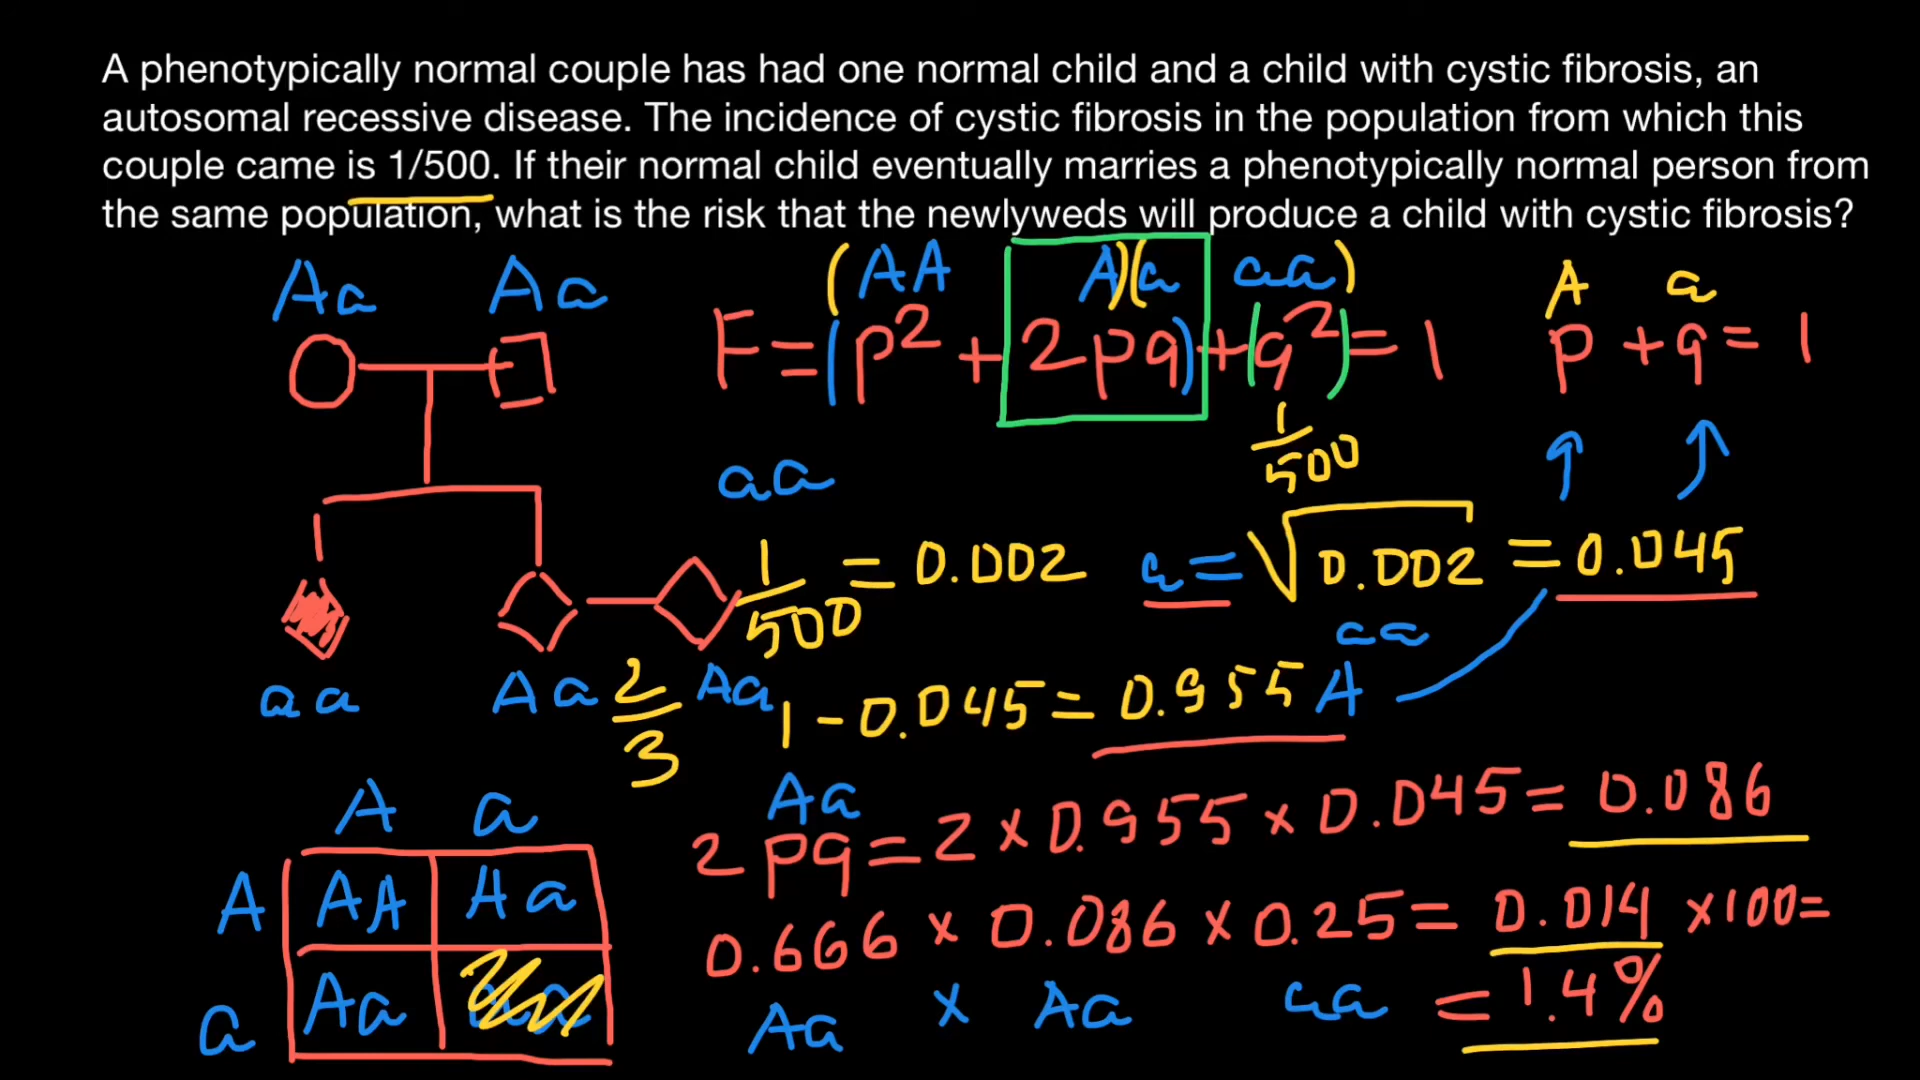 A phenotypically normal couple has had one normal child and a child with cystic fibrosis, an
autosomal recessive disease. The incidence of cystic fibrosis in the population from which this
couple came is 1/500. If their normal child eventually marries a phenotypically normal person from
the same population, what is the risk that the newlyweds will produce a child with cystic fibrosis?
Aa Aa (AA A)(a aa) A a
F=(p²+2pq)+(q²)=1 p+q=1
1/500
aa
1/500=0.002 a=√0.002=0.045
aa
aa Aa 2/3 Aa 1-0.045=0.955 A
A a Aa
2pq=2×0.955×0.045=0.086
A AA Aa 0.666×0.086×0.25=0.014 ×100=
a Aa Aa × Aa aa =1.4%